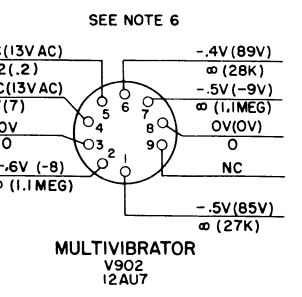 SEE NOTE 6
(13V AC)
2(.2)
-.4V (89V)
∞ (28K)
C(13V AC)
(7)
-.5V (-9V)
∞ (1.1MEG)
5
6
7
4
8
0V
0
0V(0V)
0
3
9
2
1
-.6V (-8)
∞ (1.1 MEG)
NC
-.5V(85V)
∞ (27K)
MULTIVIBRATOR
V902
12AU7